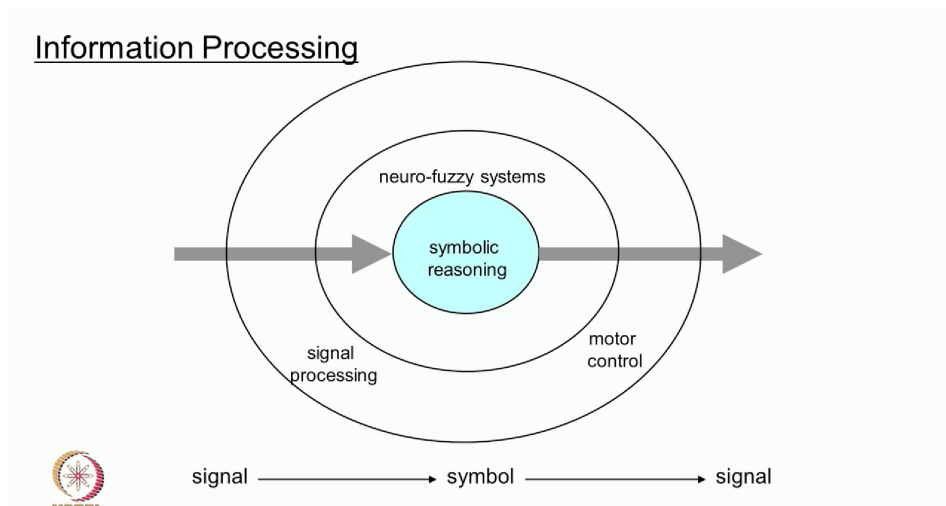 Information Processing
neuro-fuzzy systems
symbolic
reasoning
signal
processing
motor
control
signal symbol signal